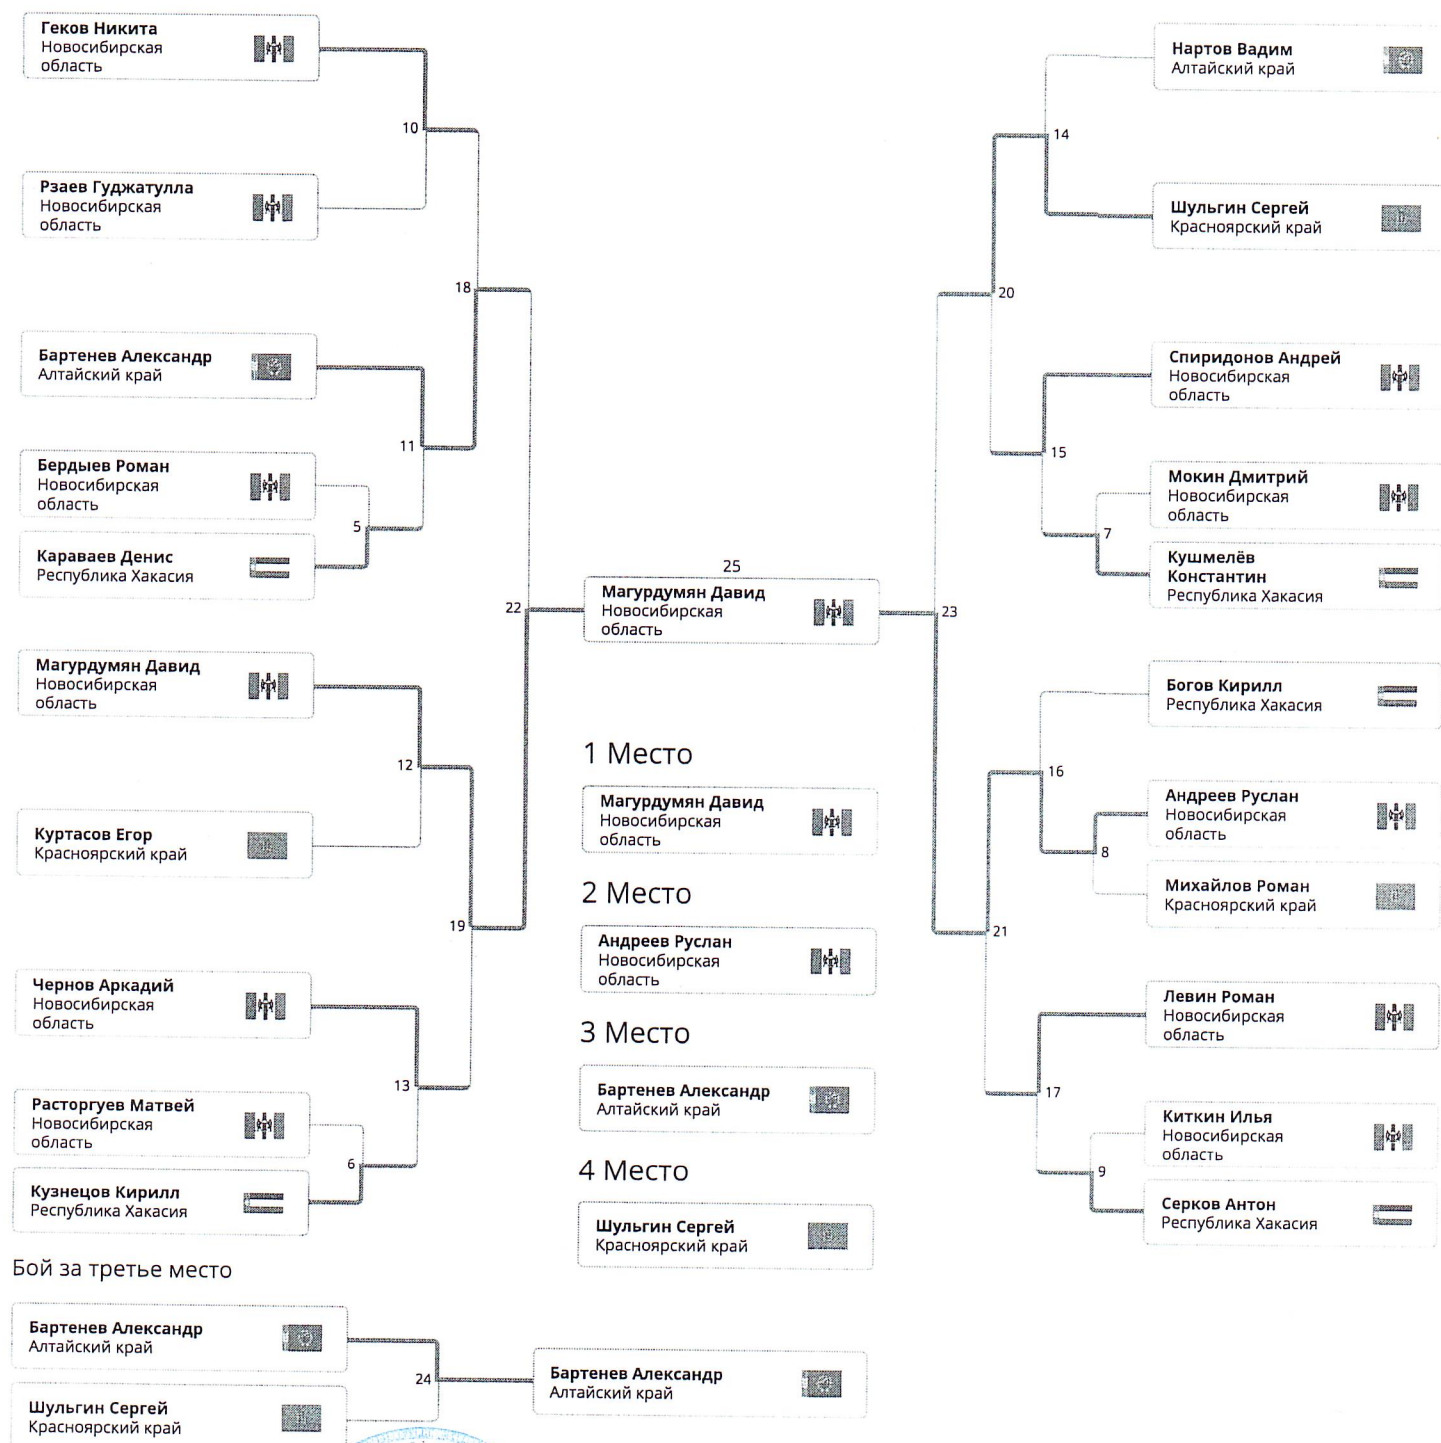 Геков Никита
Новосибирская
область
10
Рзаев Гуджатулла
Новосибирская
область
18
Бартенев Александр
Алтайский край
11
Бердыев Роман
Новосибирская
область
5
Караваев Денис
Республика Хакасия
22
Магурдумян Давид
Новосибирская
область
12
Куртасов Егор
Красноярский край
19
Чернов Аркадий
Новосибирская
область
13
Расторгуев Матвей
Новосибирская
область
6
Кузнецов Кирилл
Республика Хакасия
25
Магурдумян Давид
Новосибирская
область
1 Место
Магурдумян Давид
Новосибирская
область
2 Место
Андреев Руслан
Новосибирская
область
3 Место
Бартенев Александр
Алтайский край
4 Место
Шульгин Сергей
Красноярский край
Нартов Вадим
Алтайский край
14
Шульгин Сергей
Красноярский край
20
Спиридонов Андрей
Новосибирская
область
15
Мокин Дмитрий
Новосибирская
область
7
Кушмелёв
Константин
Республика Хакасия
23
Богов Кирилл
Республика Хакасия
16
Андреев Руслан
Новосибирская
область
8
Михайлов Роман
Красноярский край
21
Левин Роман
Новосибирская
область
17
Киткин Илья
Новосибирская
область
9
Серков Антон
Республика Хакасия
Бой за третье место
Бартенев Александр
Алтайский край
24
Шульгин Сергей
Красноярский край
Бартенев Александр
Алтайский край